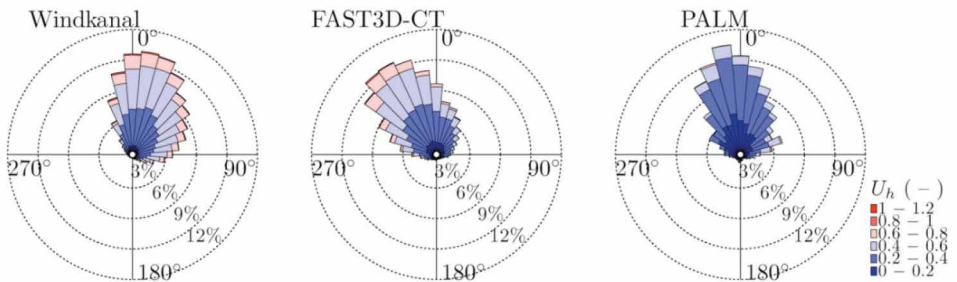 Windkanal
0°
270°
90°
3%
6%
9%
12%
180°
FAST3D-CT
0°
270°
90°
3%
6%
9%
12%
180°
PALM
0°
270°
90°
3%
6%
9%
12%
180°
U_h (−)
1 − 1.2
0.8 − 1
0.6 − 0.8
0.4 − 0.6
0.2 − 0.4
0 − 0.2